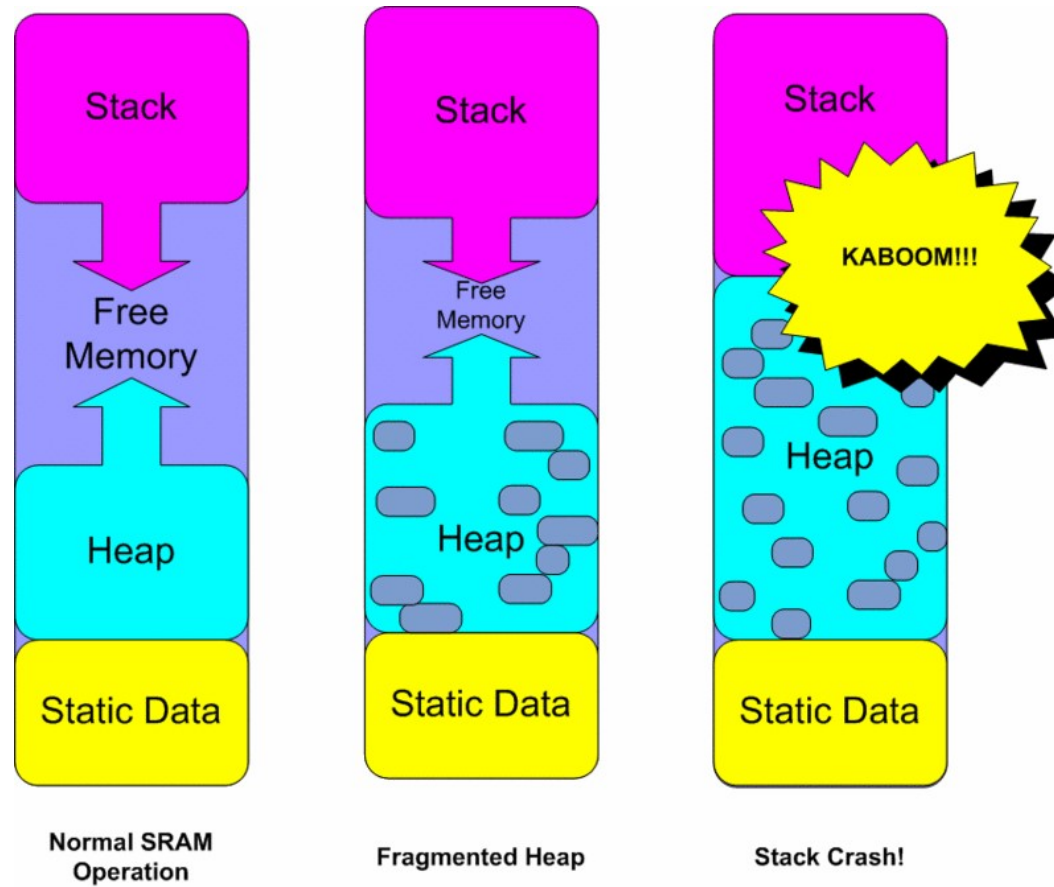 Stack
Free
Memory
Heap
Static Data
Normal SRAM
Operation
Stack
Free
Memory
Heap
Static Data
Fragmented Heap
Stack
KABOOM!!!
Heap
Static Data
Stack Crash!